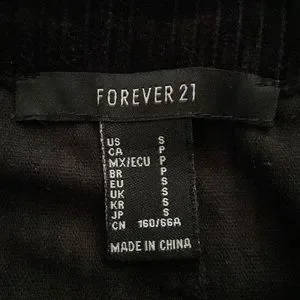 FOREVER 21
US S
CA P
MX/ECU P
BR P
EU S
UK S
KR S
JP S
CN 160/66A
MADE IN CHINA